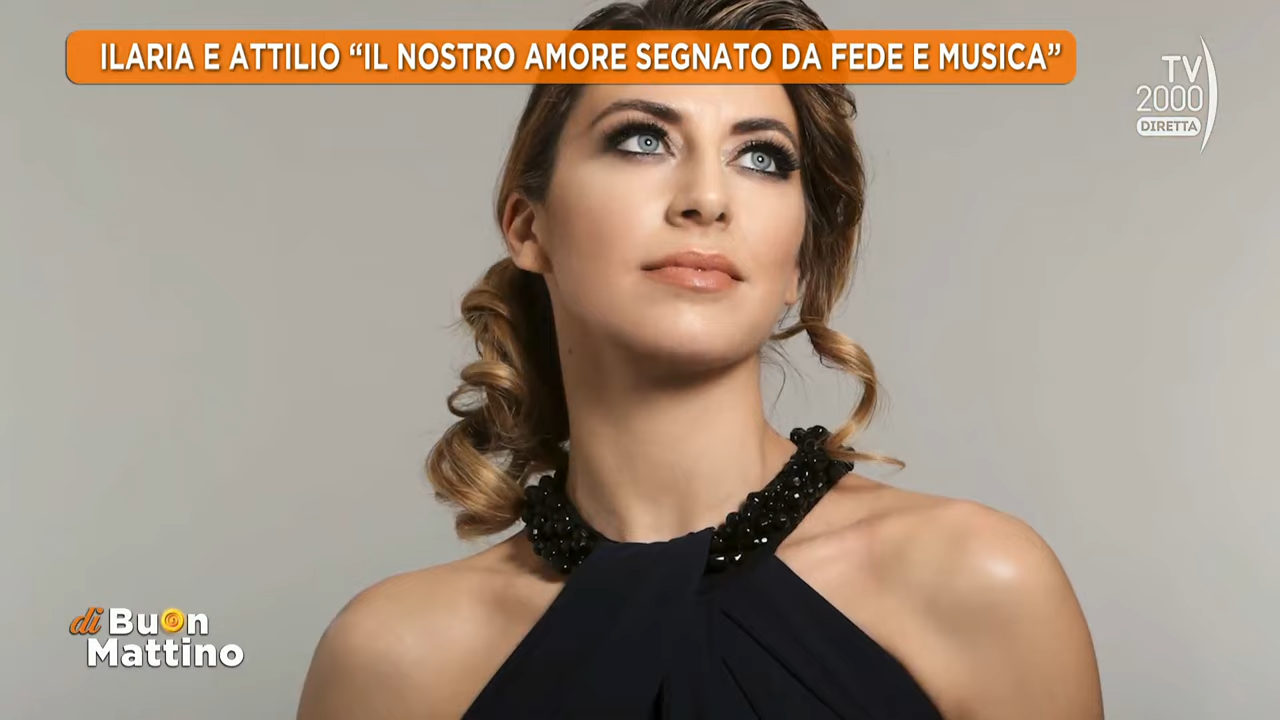 ILARIA E ATTILIO “IL NOSTRO AMORE SEGNATO DA FEDE E MUSICA”
TV
2000
DIRETTA
di Buon
Mattino